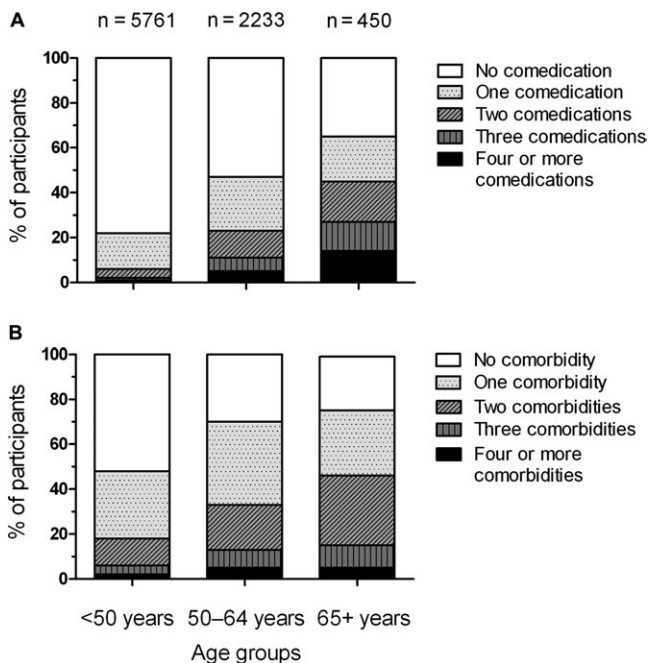 A
n = 5761 n = 2233 n = 450
% of participants
100
80
60
40
20
0
No comedication
One comedication
Two comedications
Three comedications
Four or more
comedications
B
% of participants
100
80
60
40
20
0
No comorbidity
One comorbidity
Two comorbidities
Three comorbidities
Four or more
comorbidities
<50 years 50–64 years 65+ years
Age groups